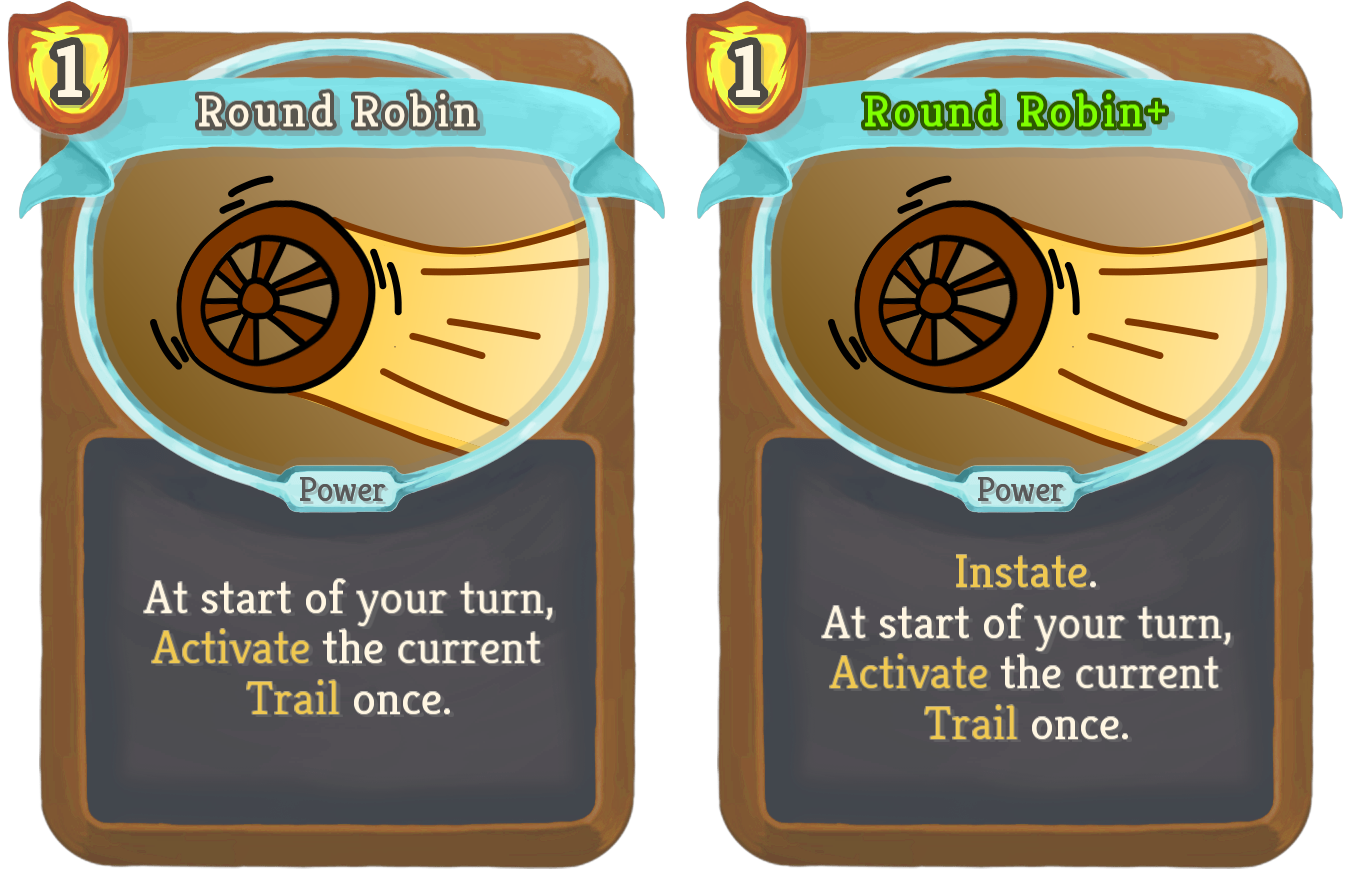 1
Round Robin
Power
At start of your turn,
Activate the current
Trail once.
1
Round Robin+
Power
Instate.
At start of your turn,
Activate the current
Trail once.